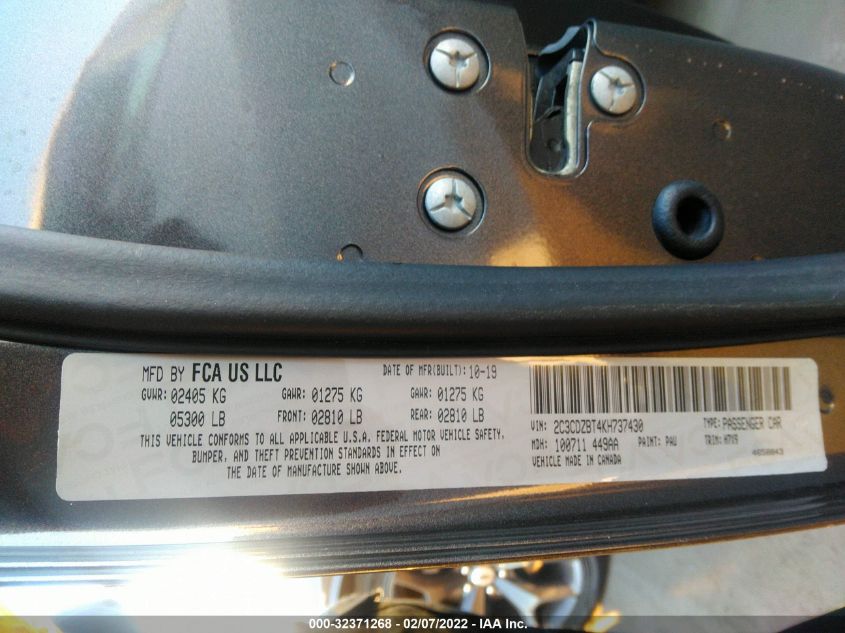 MFD BY FCA US LLC DATE OF MFR(BUILT): 10-19
GVWR: 02405 KG GAWR: 01275 KG GAWR: 01275 KG
05300 LB FRONT: 02810 LB REAR: 02810 LB
THIS VEHICLE CONFORMS TO ALL APPLICABLE U.S.A. FEDERAL MOTOR VEHICLE SAFETY,
BUMPER, AND THEFT PREVENTION STANDARDS IN EFFECT ON
THE DATE OF MANUFACTURE SHOWN ABOVE.
VIN: 2C3CDZBT4KH737430 TYPE: PASSENGER CAR
MDH: 100711 449AA PAINT: PAU TRIM: H7X9
VEHICLE MADE IN CANADA
000-32371268 - 02/07/2022 - IAA Inc.